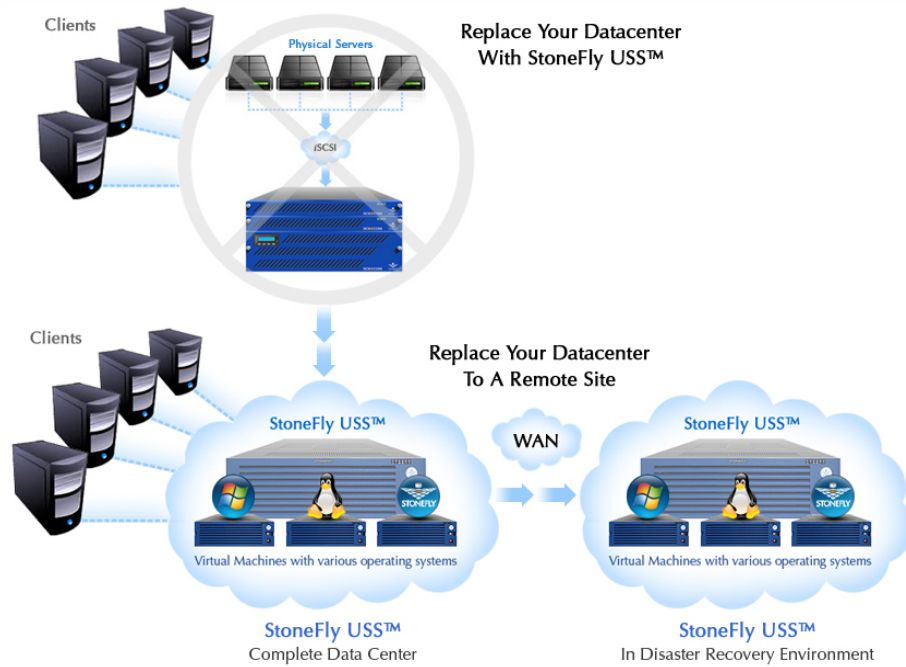 Clients
Physical Servers
Replace Your Datacenter
With StoneFly USS™
iSCSI
Clients
Replace Your Datacenter
To A Remote Site
StoneFly USS™
WAN
StoneFly USS™
STONEFLY
STONEFLY
Virtual Machines with various operating systems
Virtual Machines with various operating systems
StoneFly USS™
Complete Data Center
StoneFly USS™
In Disaster Recovery Environment